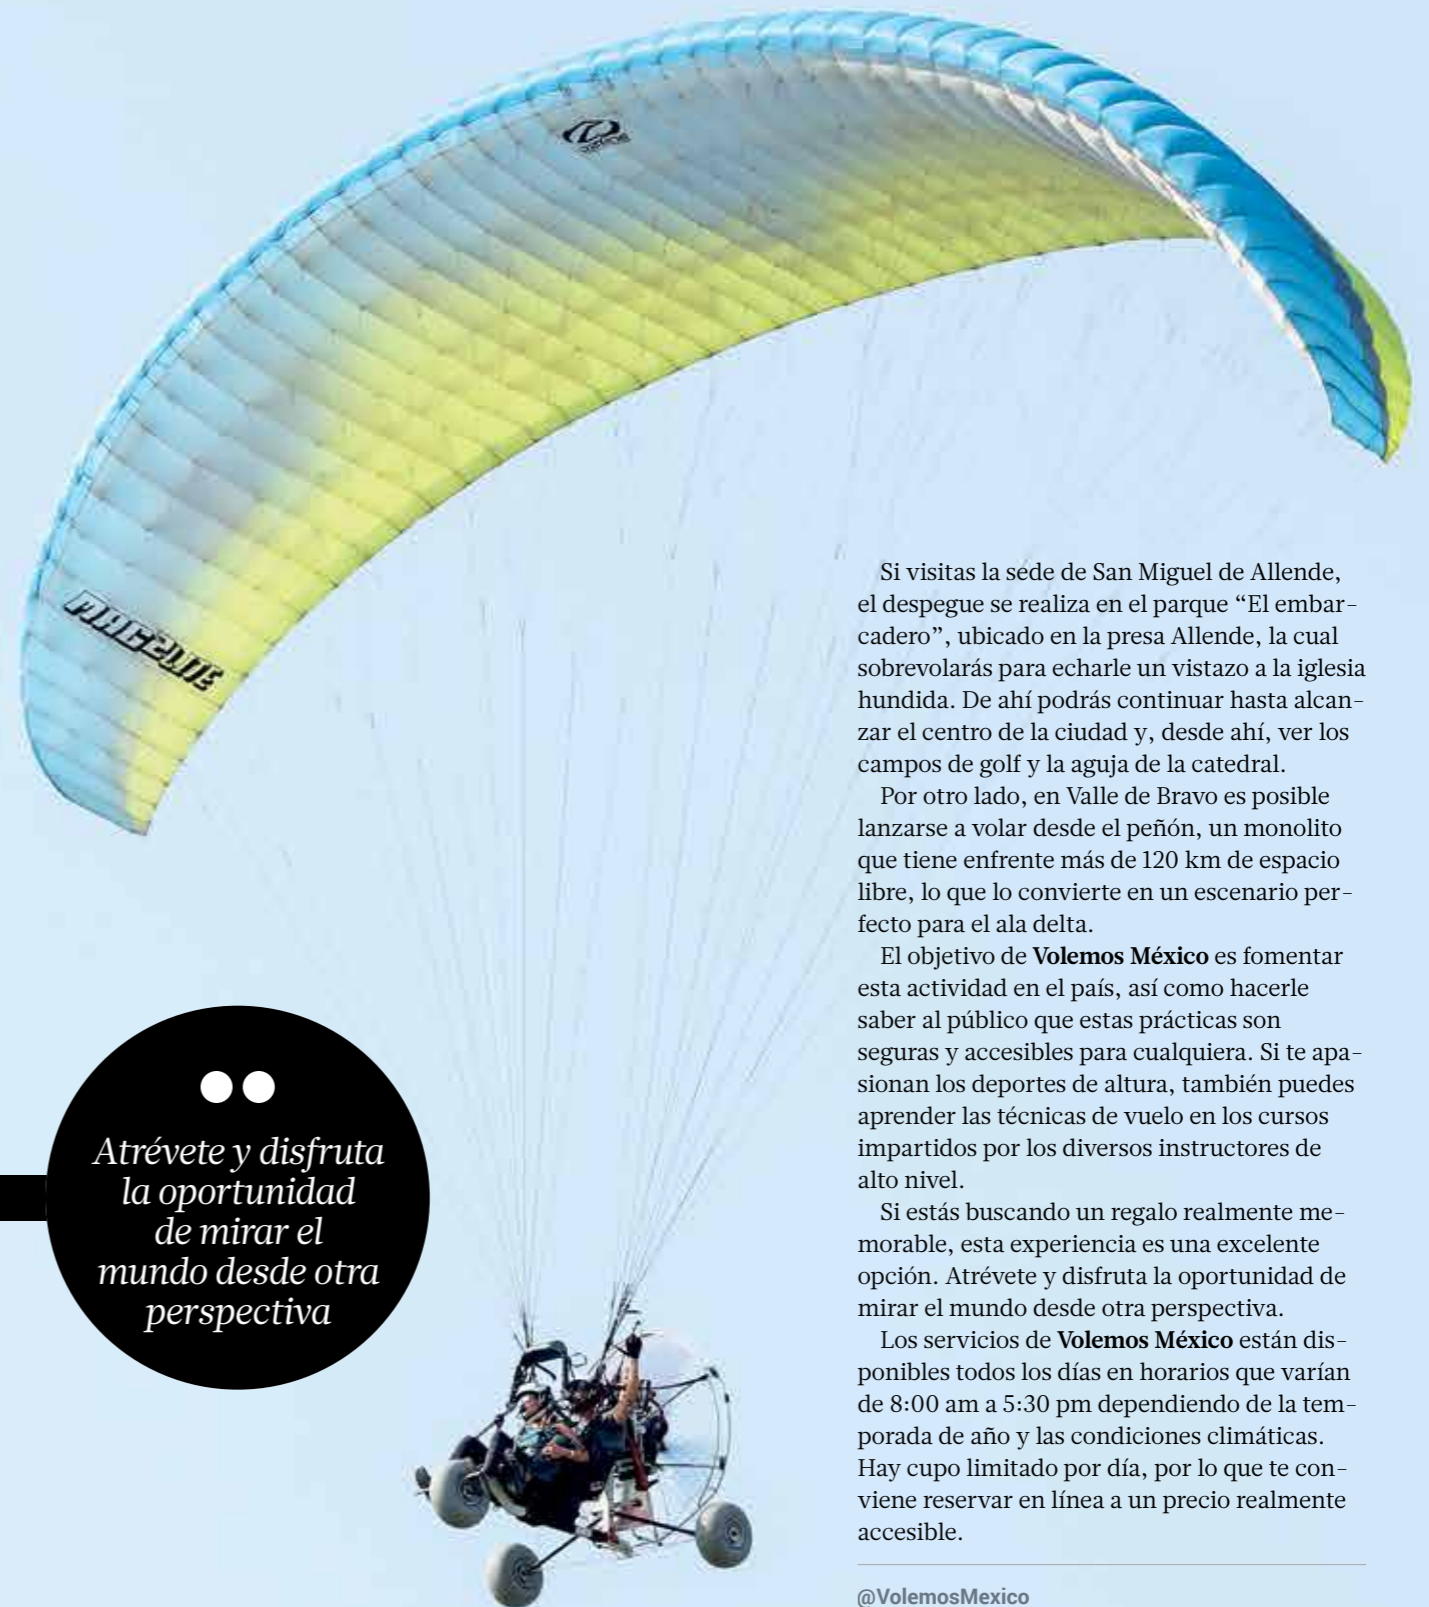 MAC2LITE
Si visitas la sede de San Miguel de Allende,
el despegue se realiza en el parque “El embar-
cadero”, ubicado en la presa Allende, la cual
sobrevolarás para echarle un vistazo a la iglesia
hundida. De ahí podrás continuar hasta alcan-
zar el centro de la ciudad y, desde ahí, ver los
campos de golf y la aguja de la catedral.
Por otro lado, en Valle de Bravo es posible
lanzarse a volar desde el peñón, un monolito
que tiene enfrente más de 120 km de espacio
libre, lo que lo convierte en un escenario per-
fecto para el ala delta.
El objetivo de Volemos México es fomentar
esta actividad en el país, así como hacerle
saber al público que estas prácticas son
seguras y accesibles para cualquiera. Si te apa-
sionan los deportes de altura, también puedes
aprender las técnicas de vuelo en los cursos
impartidos por los diversos instructores de
alto nivel.
Si estás buscando un regalo realmente me-
morable, esta experiencia es una excelente
opción. Atrévete y disfruta la oportunidad de
mirar el mundo desde otra perspectiva.
Los servicios de Volemos México están dis-
ponibles todos los días en horarios que varían
de 8:00 am a 5:30 pm dependiendo de la tem-
porada de año y las condiciones climáticas.
Hay cupo limitado por día, por lo que te con-
viene reservar en línea a un precio realmente
accesible.
@VolemosMexico
Atrévete y disfruta
la oportunidad
de mirar el
mundo desde otra
perspectiva